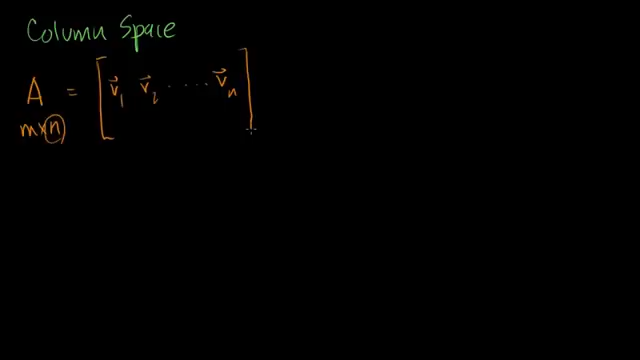 Column Space
A = [ v⃗₁ v⃗₂ ····· v⃗ₙ ]
m×n